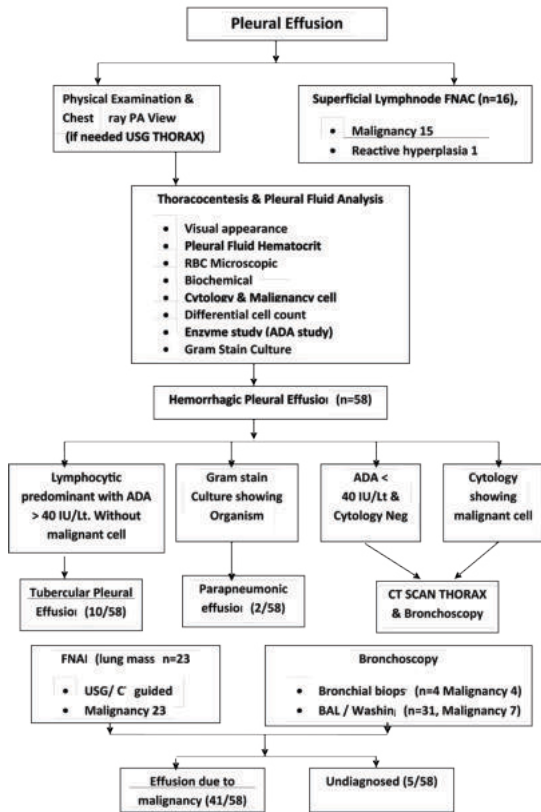 Pleural Effusion
Physical Examination &
Chest ray PA View
(if needed USG THORAX)
Superficial Lymphnode FNAC (n=16),
• Malignancy 15
• Reactive hyperplasia 1
Thoracocentesis & Pleural Fluid Analysis
• Visual appearance
• Pleural Fluid Hematocrit
• RBC Microscopic
• Biochemical
• Cytology & Malignancy cell
• Differential cell count
• Enzyme study (ADA study)
• Gram Stain Culture
Hemorrhagic Pleural Effusion (n=58)
Lymphocytic
predominant with ADA
> 40 IU/Lt. Without
malignant cell
Gram stain
Culture showing
Organism
ADA <
40 IU/Lt &
Cytology Neg
Cytology
showing
malignant cell
Tubercular Pleural
Effusion (10/58)
Parapneumonic
effusion (2/58)
CT SCAN THORAX
& Bronchoscopy
FNAI (lung mass n=23
• USG/ C guided
• Malignancy 23
Bronchoscopy
• Bronchial biops (n=4 Malignancy 4)
• BAL / Washin (n=31, Malignancy 7)
Effusion due to
malignancy (41/58)
Undiagnosed (5/58)